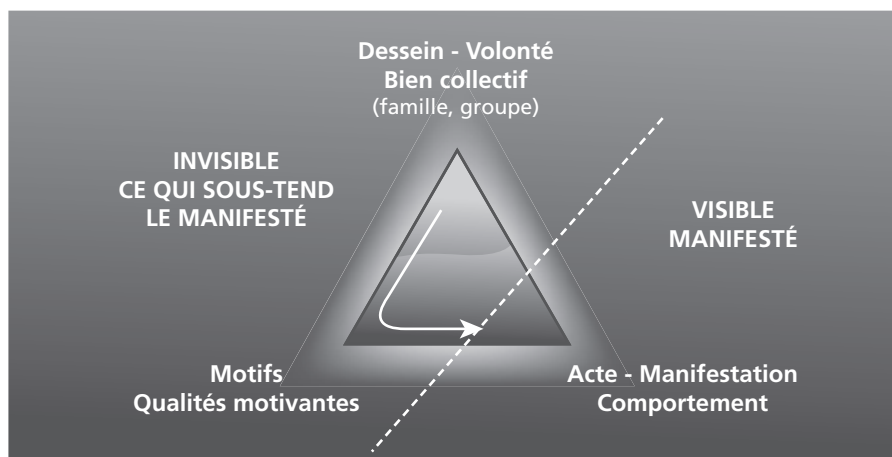 Dessein - Volonté
Bien collectif
(famille, groupe)
INVISIBLE
CE QUI SOUS-TEND
LE MANIFESTÉ
VISIBLE
MANIFESTÉ
Motifs
Qualités motivantes
Acte - Manifestation
Comportement